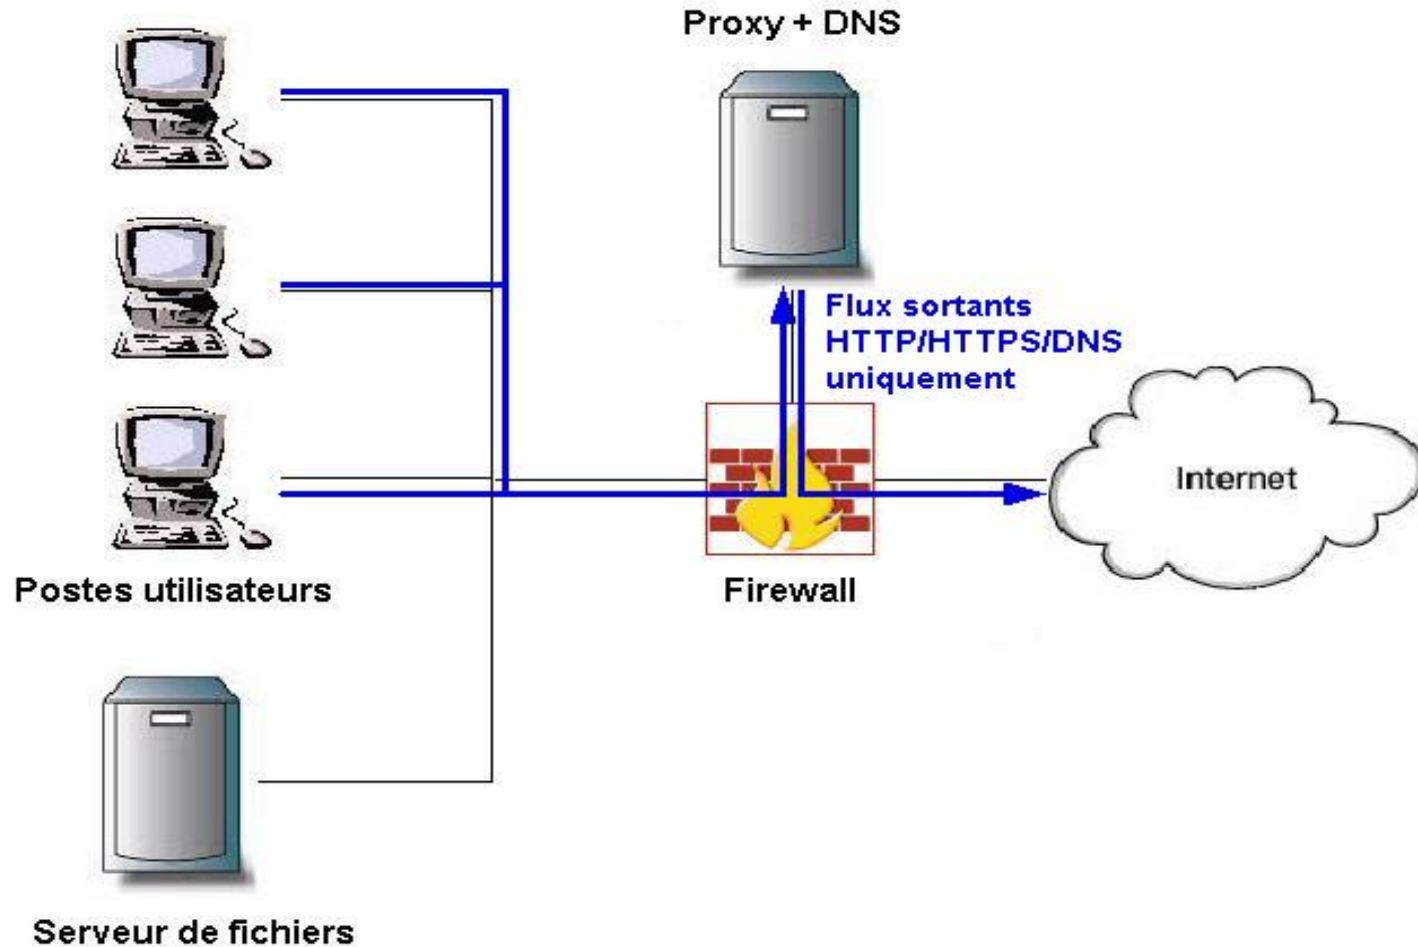 Proxy + DNS
Flux sortants
HTTP/HTTPS/DNS
uniquement
Internet
Postes utilisateurs
Firewall
Serveur de fichiers